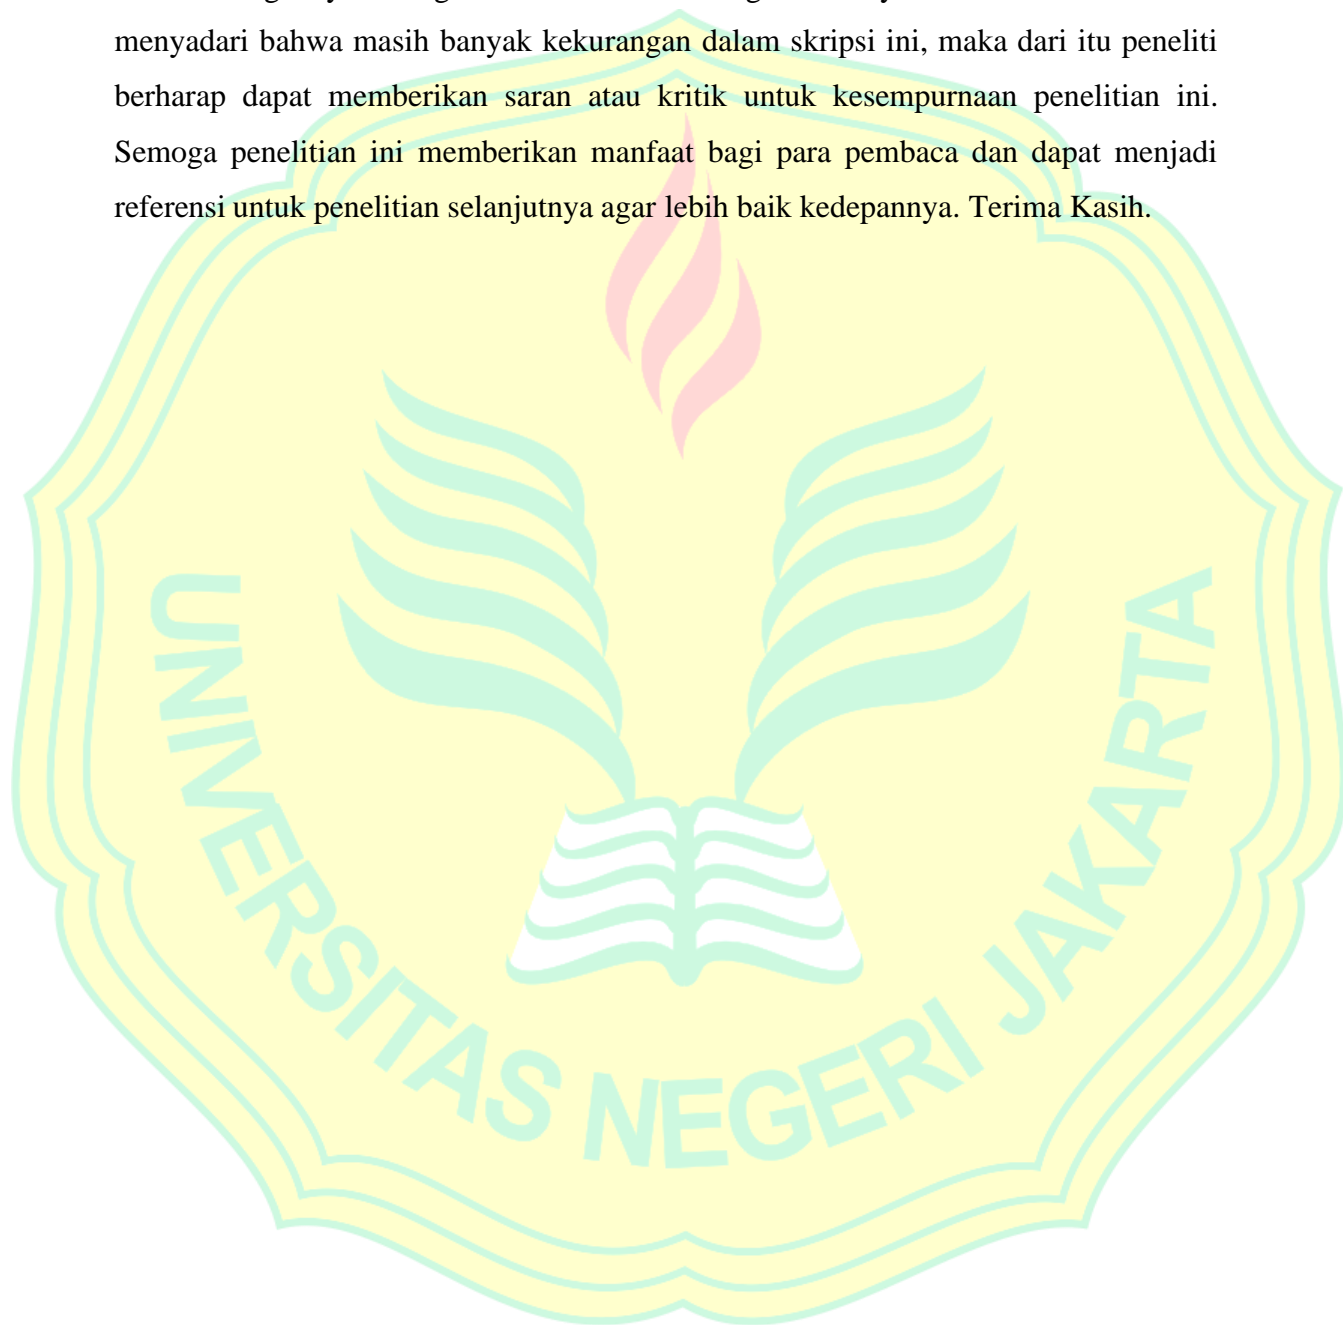 menyadari bahwa masih banyak kekurangan dalam skripsi ini, maka dari itu peneliti
berharap dapat memberikan saran atau kritik untuk kesempurnaan penelitian ini.
Semoga penelitian ini memberikan manfaat bagi para pembaca dan dapat menjadi
referensi untuk penelitian selanjutnya agar lebih baik kedepannya. Terima Kasih.
UNIVERSITAS NEGERI JAKARTA